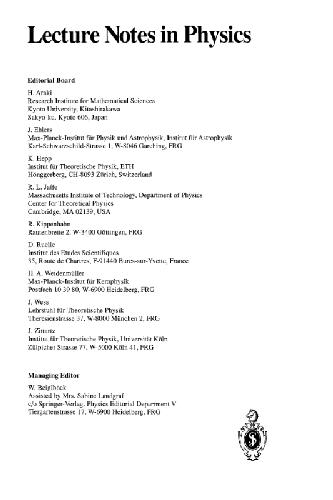 Lecture Notes in Physics
Editorial Board
H. Araki
Research Institute for Mathematical Sciences
Kyoto University, Kitashirakawa
Sakyo-ku, Kyoto 606, Japan
J. Ehlers
Max-Planck-Institut für Physik und Astrophysik, Institut für Astrophysik
Karl-Schwarzschild-Strasse 1, W-8046 Garching, FRG
K. Hepp
Institut für Theoretische Physik, ETH
Hönggerberg, CH-8093 Zürich, Switzerland
R. L. Jaffe
Massachusetts Institute of Technology, Department of Physics
Center for Theoretical Physics
Cambridge, MA 02139, USA
R. Kippenhahn
Rautenbreite 2, W-3400 Göttingen, FRG
D. Ruelle
Institut des Etudes Scientifiques
35, Route de Chartres, F-91440 Bures-sur-Yvette, France
H. A. Weidenmüller
Max-Planck-Institut für Kernphysik
Postfach 10 39 80, W-6900 Heidelberg, FRG
J. Wess
Lehrstuhl für Theoretische Physik
Theresienstrasse 37, W-8000 München 2, FRG
J. Zittartz
Institut für Theoretische Physik, Universität Köln
Zülpicher Strasse 77, W-5000 Köln 41, FRG
Managing Editor
W. Beiglböck
Assisted by Mrs. Sabine Landgraf
c/o Springer-Verlag, Physics Editorial Department V
Tiergartenstrasse 17, W-6900 Heidelberg, FRG